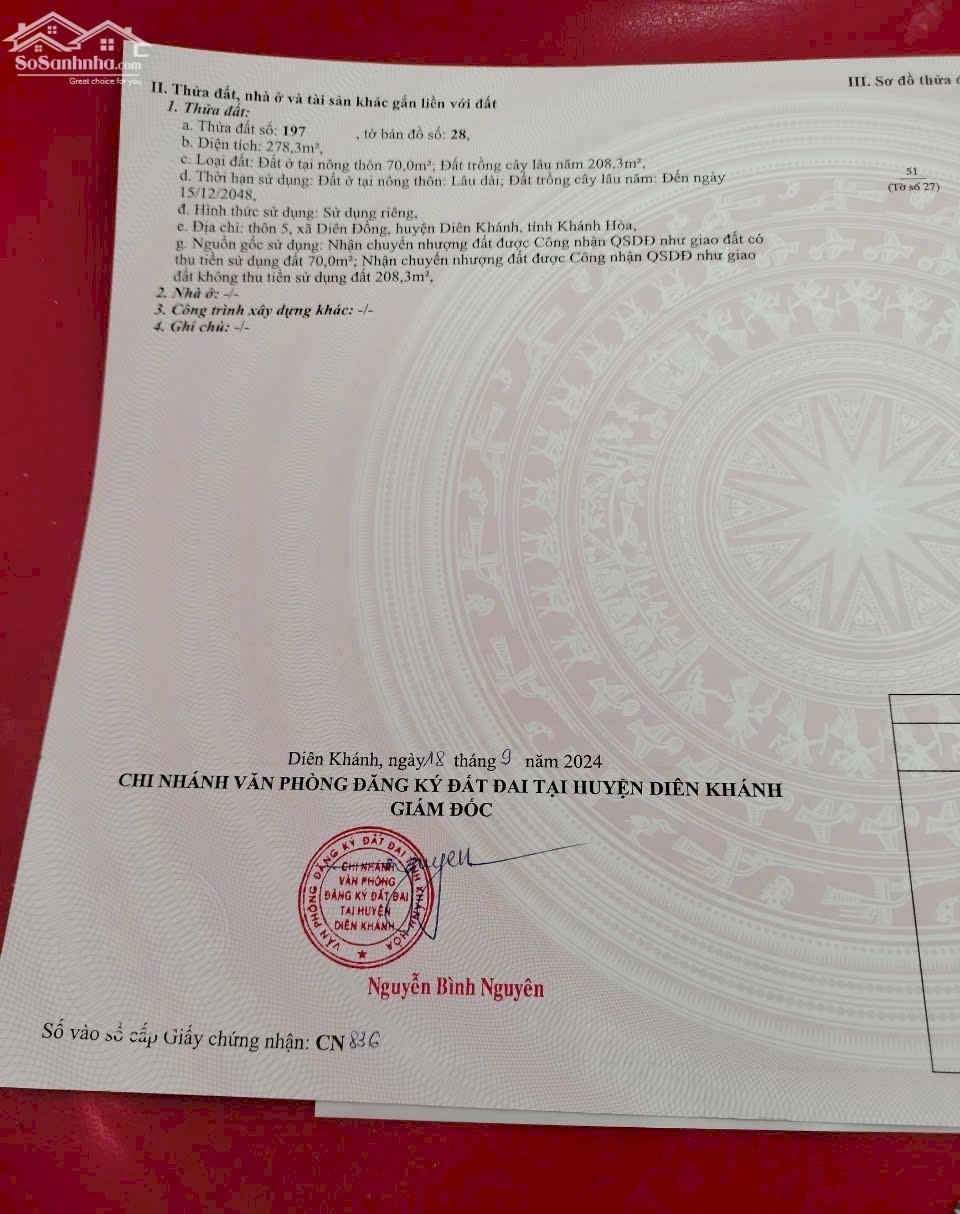 SoSanhnha.com
Great choice for you
II. Thửa đất, nhà ở và tài sản khác gắn liền với đất
1. Thửa đất:
a. Thửa đất số: 197 , tờ bản đồ số: 28,
b. Diện tích: 278,3m²,
c. Loại đất: Đất ở tại nông thôn 70,0m²; Đất trồng cây lâu năm 208,3m²,
d. Thời hạn sử dụng: Đất ở tại nông thôn: Lâu dài; Đất trồng cây lâu năm: Đến ngày
15/12/2048,
đ. Hình thức sử dụng: Sử dụng riêng,
e. Địa chỉ: thôn 5, xã Diên Đồng, huyện Diên Khánh, tỉnh Khánh Hòa,
g. Nguồn gốc sử dụng: Nhận chuyển nhượng đất được Công nhận QSDĐ như giao đất có
thu tiền sử dụng đất 70,0m²; Nhận chuyển nhượng đất được Công nhận QSDĐ như giao
đất không thu tiền sử dụng đất 208,3m²,
2. Nhà ở: -/-
3. Công trình xây dựng khác: -/-
4. Ghi chú: -/-
III. Sơ đồ thửa
51
(Tờ số 27)
Diên Khánh, ngày 18 tháng 9 năm 2024
CHI NHÁNH VĂN PHÒNG ĐĂNG KÝ ĐẤT ĐAI TẠI HUYỆN DIÊN KHÁNH
GIÁM ĐỐC
VĂN PHÒNG ĐĂNG KÝ ĐẤT ĐAI TỈNH KHÁNH HÒA
CHI NHÁNH
VĂN PHÒNG
ĐĂNG KÝ ĐẤT ĐAI
TẠI HUYỆN
DIÊN KHÁNH
Nguyễn Bình Nguyên
Số vào sổ cấp Giấy chứng nhận: CN 836